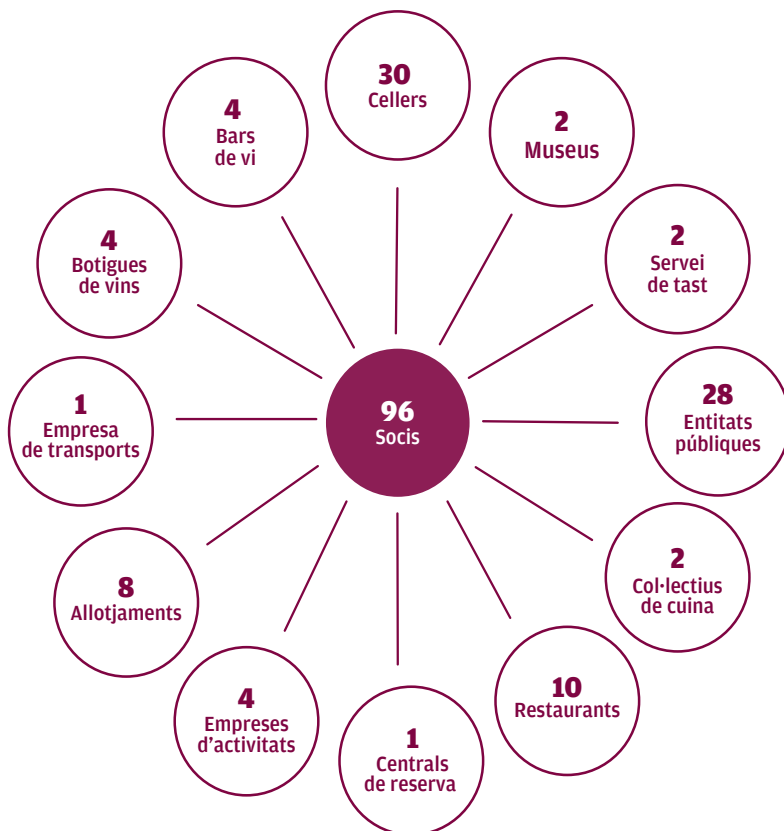 30
Cellers
2
Museus
2
Servei
de tast
28
Entitats
públiques
2
Col·lectius
de cuina
10
Restaurants
1
Centrals
de reserva
4
Empreses
d'activitats
8
Allotjaments
1
Empresa
de transports
4
Botigues
de vins
4
Bars
de vi
96
Socis